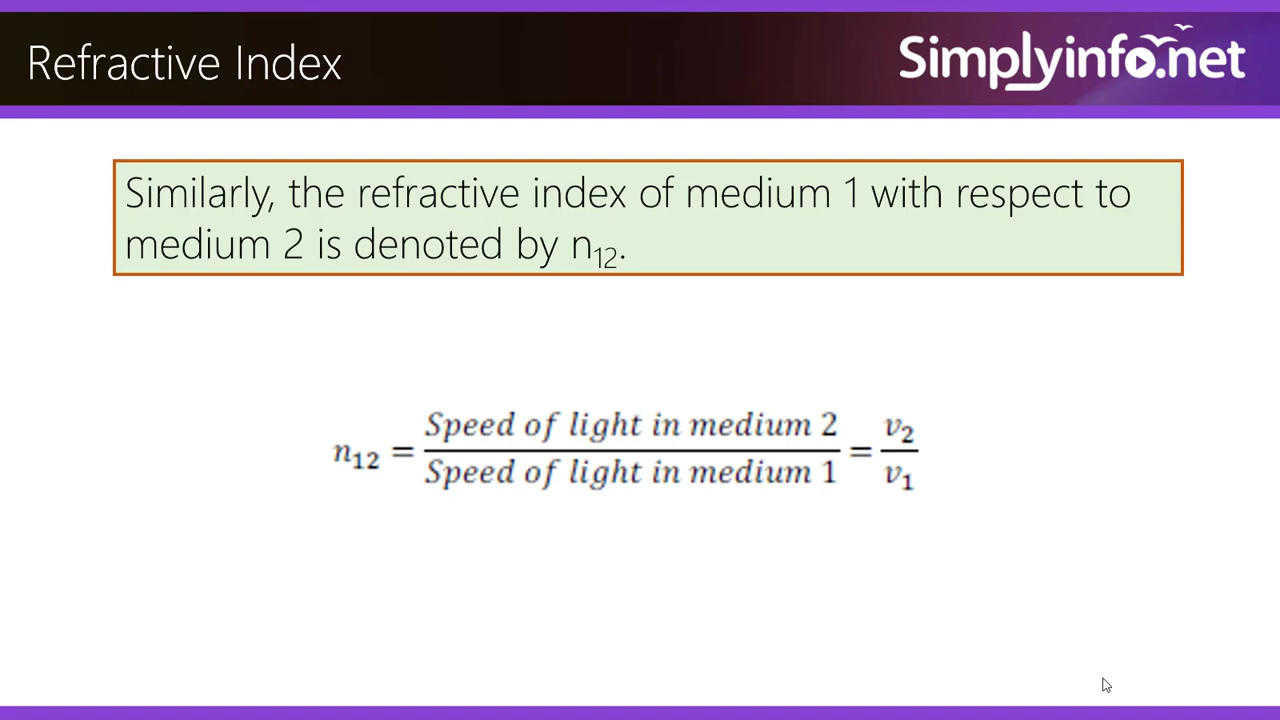 Refractive Index
Simplyinfo.net
Similarly, the refractive index of medium 1 with respect to
medium 2 is denoted by n₁₂.
n₁₂ = Speed of light in medium 2 / Speed of light in medium 1 = v₂ / v₁